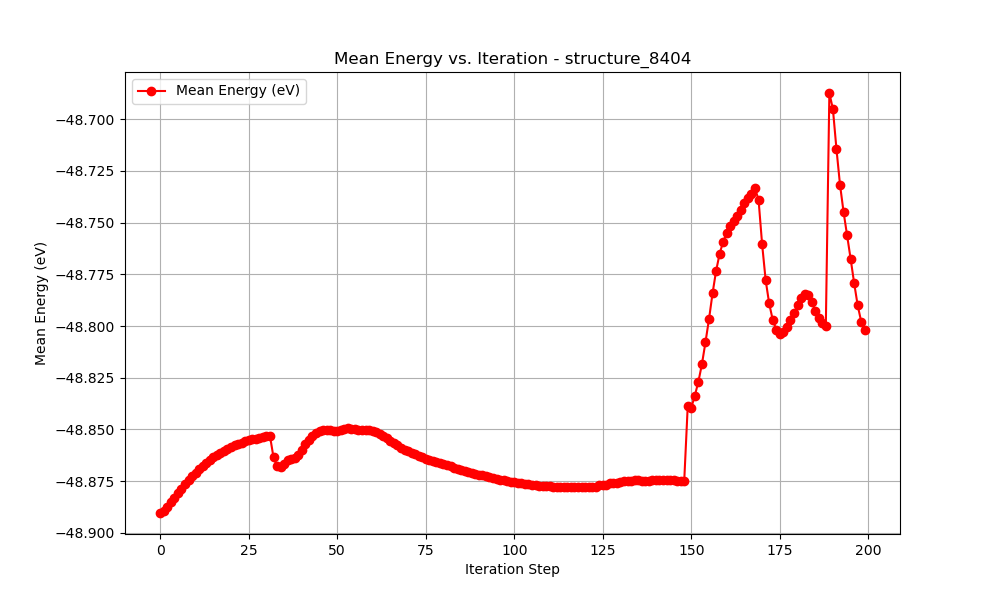 Mean Energy vs. Iteration - structure_8404
Mean Energy (eV)
Mean Energy (eV)
−48.700
−48.725
−48.750
−48.775
−48.800
−48.825
−48.850
−48.875
−48.900
0 25 50 75 100 125 150 175 200
Iteration Step